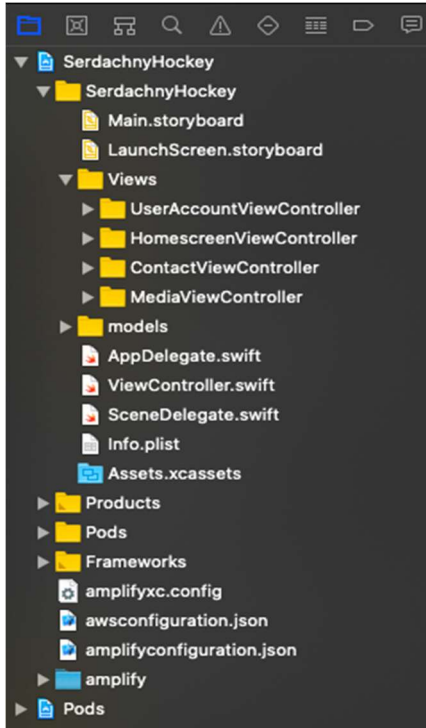 SerdachnyHockey
SerdachnyHockey
Main.storyboard
LaunchScreen.storyboard
Views
UserAccountViewController
HomescreenViewController
ContactViewController
MediaViewController
models
AppDelegate.swift
ViewController.swift
SceneDelegate.swift
Info.plist
Assets.xcassets
Products
Pods
Frameworks
amplifyxc.config
awsconfiguration.json
amplifyconfiguration.json
amplify
Pods